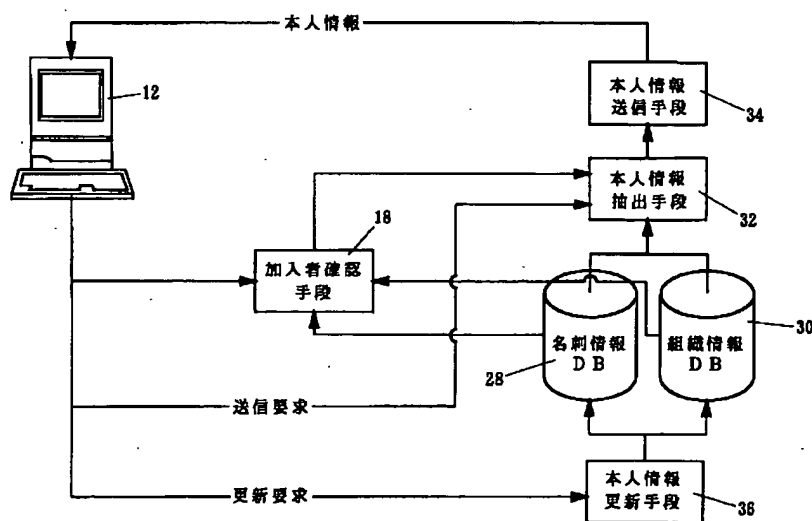 本人情報
12
本人情報
送信手段
34
本人情報
抽出手段
32
18
加入者確認
手段
名刺情報
DB
28
組織情報
DB
30
送信要求
本人情報
更新手段
36
更新要求